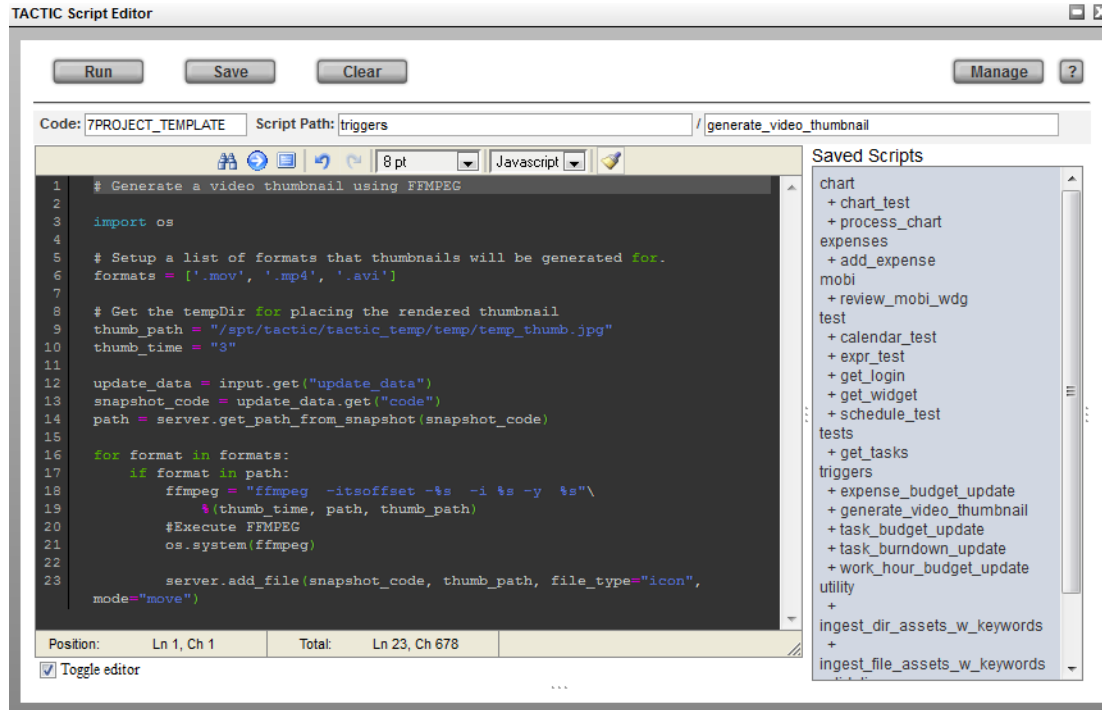 TACTIC Script Editor
Run Save Clear Manage ?
Code: 7PROJECT_TEMPLATE Script Path: triggers / generate_video_thumbnail
8 pt Javascript
Saved Scripts
1 # Generate a video thumbnail using FFMPEG
2
3 import os
4
5 # Setup a list of formats that thumbnails will be generated for.
6 formats = ['.mov', '.mp4', '.avi']
7
8 # Get the tempDir for placing the rendered thumbnail
9 thumb_path = "/spt/tactic/tactic_temp/temp/temp_thumb.jpg"
10 thumb_time = "3"
11
12 update_data = input.get("update_data")
13 snapshot_code = update_data.get("code")
14 path = server.get_path_from_snapshot(snapshot_code)
15
16 for format in formats:
17 if format in path:
18 ffmpeg = "ffmpeg  -itsoffset -%s  -i %s -y  %s"\
19 %(thumb_time, path, thumb_path)
20 #Execute FFMPEG
21 os.system(ffmpeg)
22
23 server.add_file(snapshot_code, thumb_path, file_type="icon",
mode="move")
chart
+ chart_test
+ process_chart
expenses
+ add_expense
mobi
+ review_mobi_wdg
test
+ calendar_test
+ expr_test
+ get_login
+ get_widget
+ schedule_test
tests
+ get_tasks
triggers
+ expense_budget_update
+ generate_video_thumbnail
+ task_budget_update
+ task_burndown_update
+ work_hour_budget_update
utility
+
ingest_dir_assets_w_keywords
+
ingest_file_assets_w_keywords
Position: Ln 1, Ch 1 Total: Ln 23, Ch 678
Toggle editor